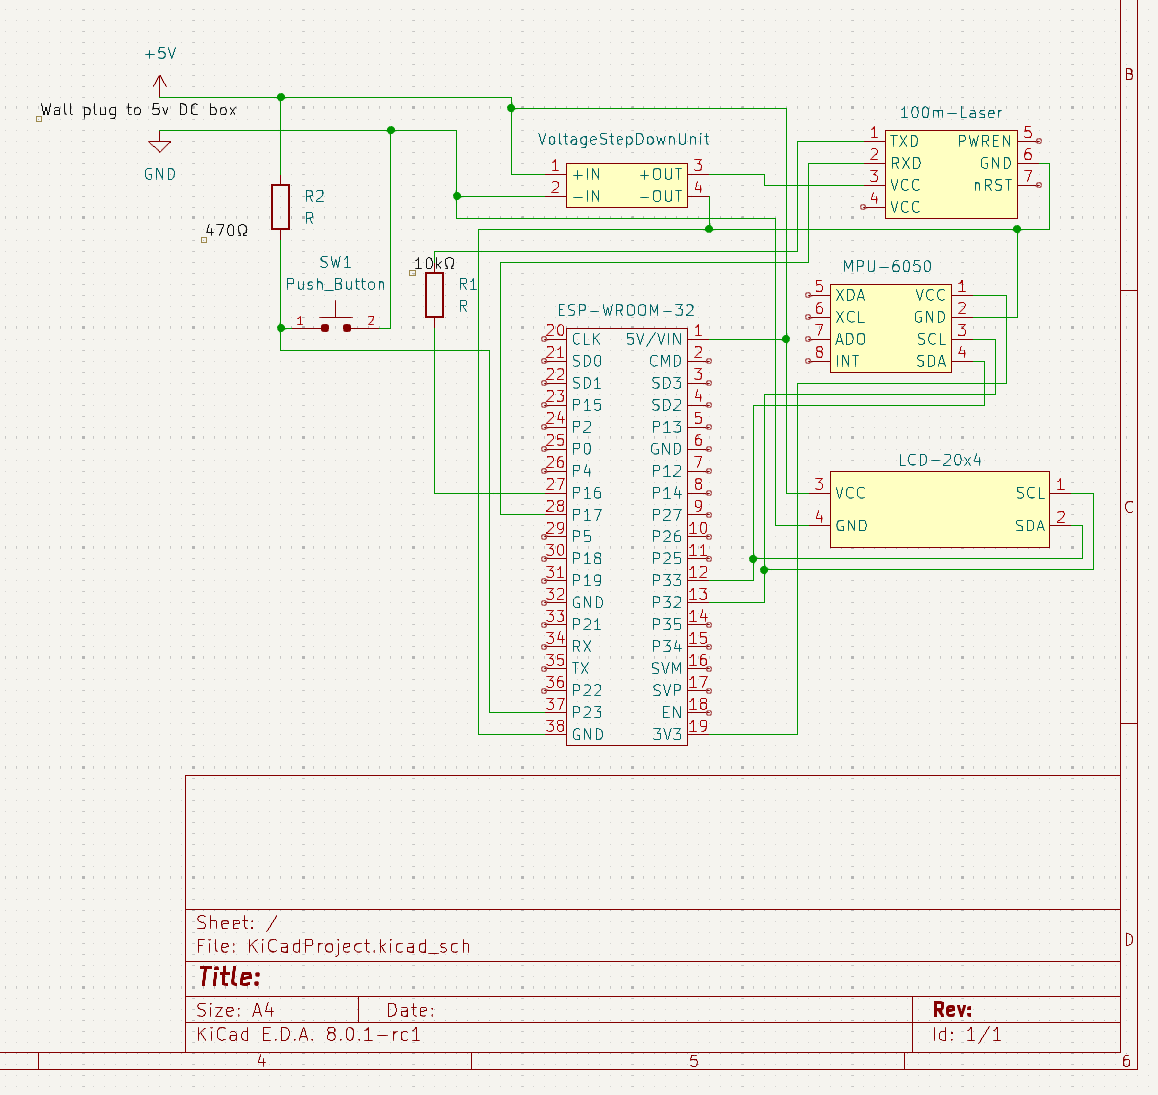 B
+5V
Wall plug to 5v DC box
GND
470Ω
R2
R
SW1
Push_Button
1
2
10kΩ
R1
R
VoltageStepDownUnit
1 +IN +OUT 3
2 -IN -OUT 4
100m-Laser
1 TXD PWREN 5
2 RXD GND 6
3 VCC nRST 7
4 VCC
MPU-6050
5 XDA VCC 1
6 XCL GND 2
7 ADO SCL 3
8 INT SDA 4
ESP-WROOM-32
20 CLK 5V/VIN 1
21 SD0 CMD 2
22 SD1 SD3 3
23 P15 SD2 4
24 P2 P13 5
25 P0 GND 6
26 P4 P12 7
27 P16 P14 8
28 P17 P27 9
29 P5 P26 10
30 P18 P25 11
31 P19 P33 12
32 GND P32 13
33 P21 P35 14
34 RX P34 15
35 TX SVM 16
36 P22 SVP 17
37 P23 EN 18
38 GND 3V3 19
LCD-20x4
3 VCC SCL 1
4 GND SDA 2
C
D
Sheet: /
File: KiCadProject.kicad_sch
Title:
Size: A4 Date: Rev:
KiCad E.D.A. 8.0.1-rc1 Id: 1/1
4 5 6